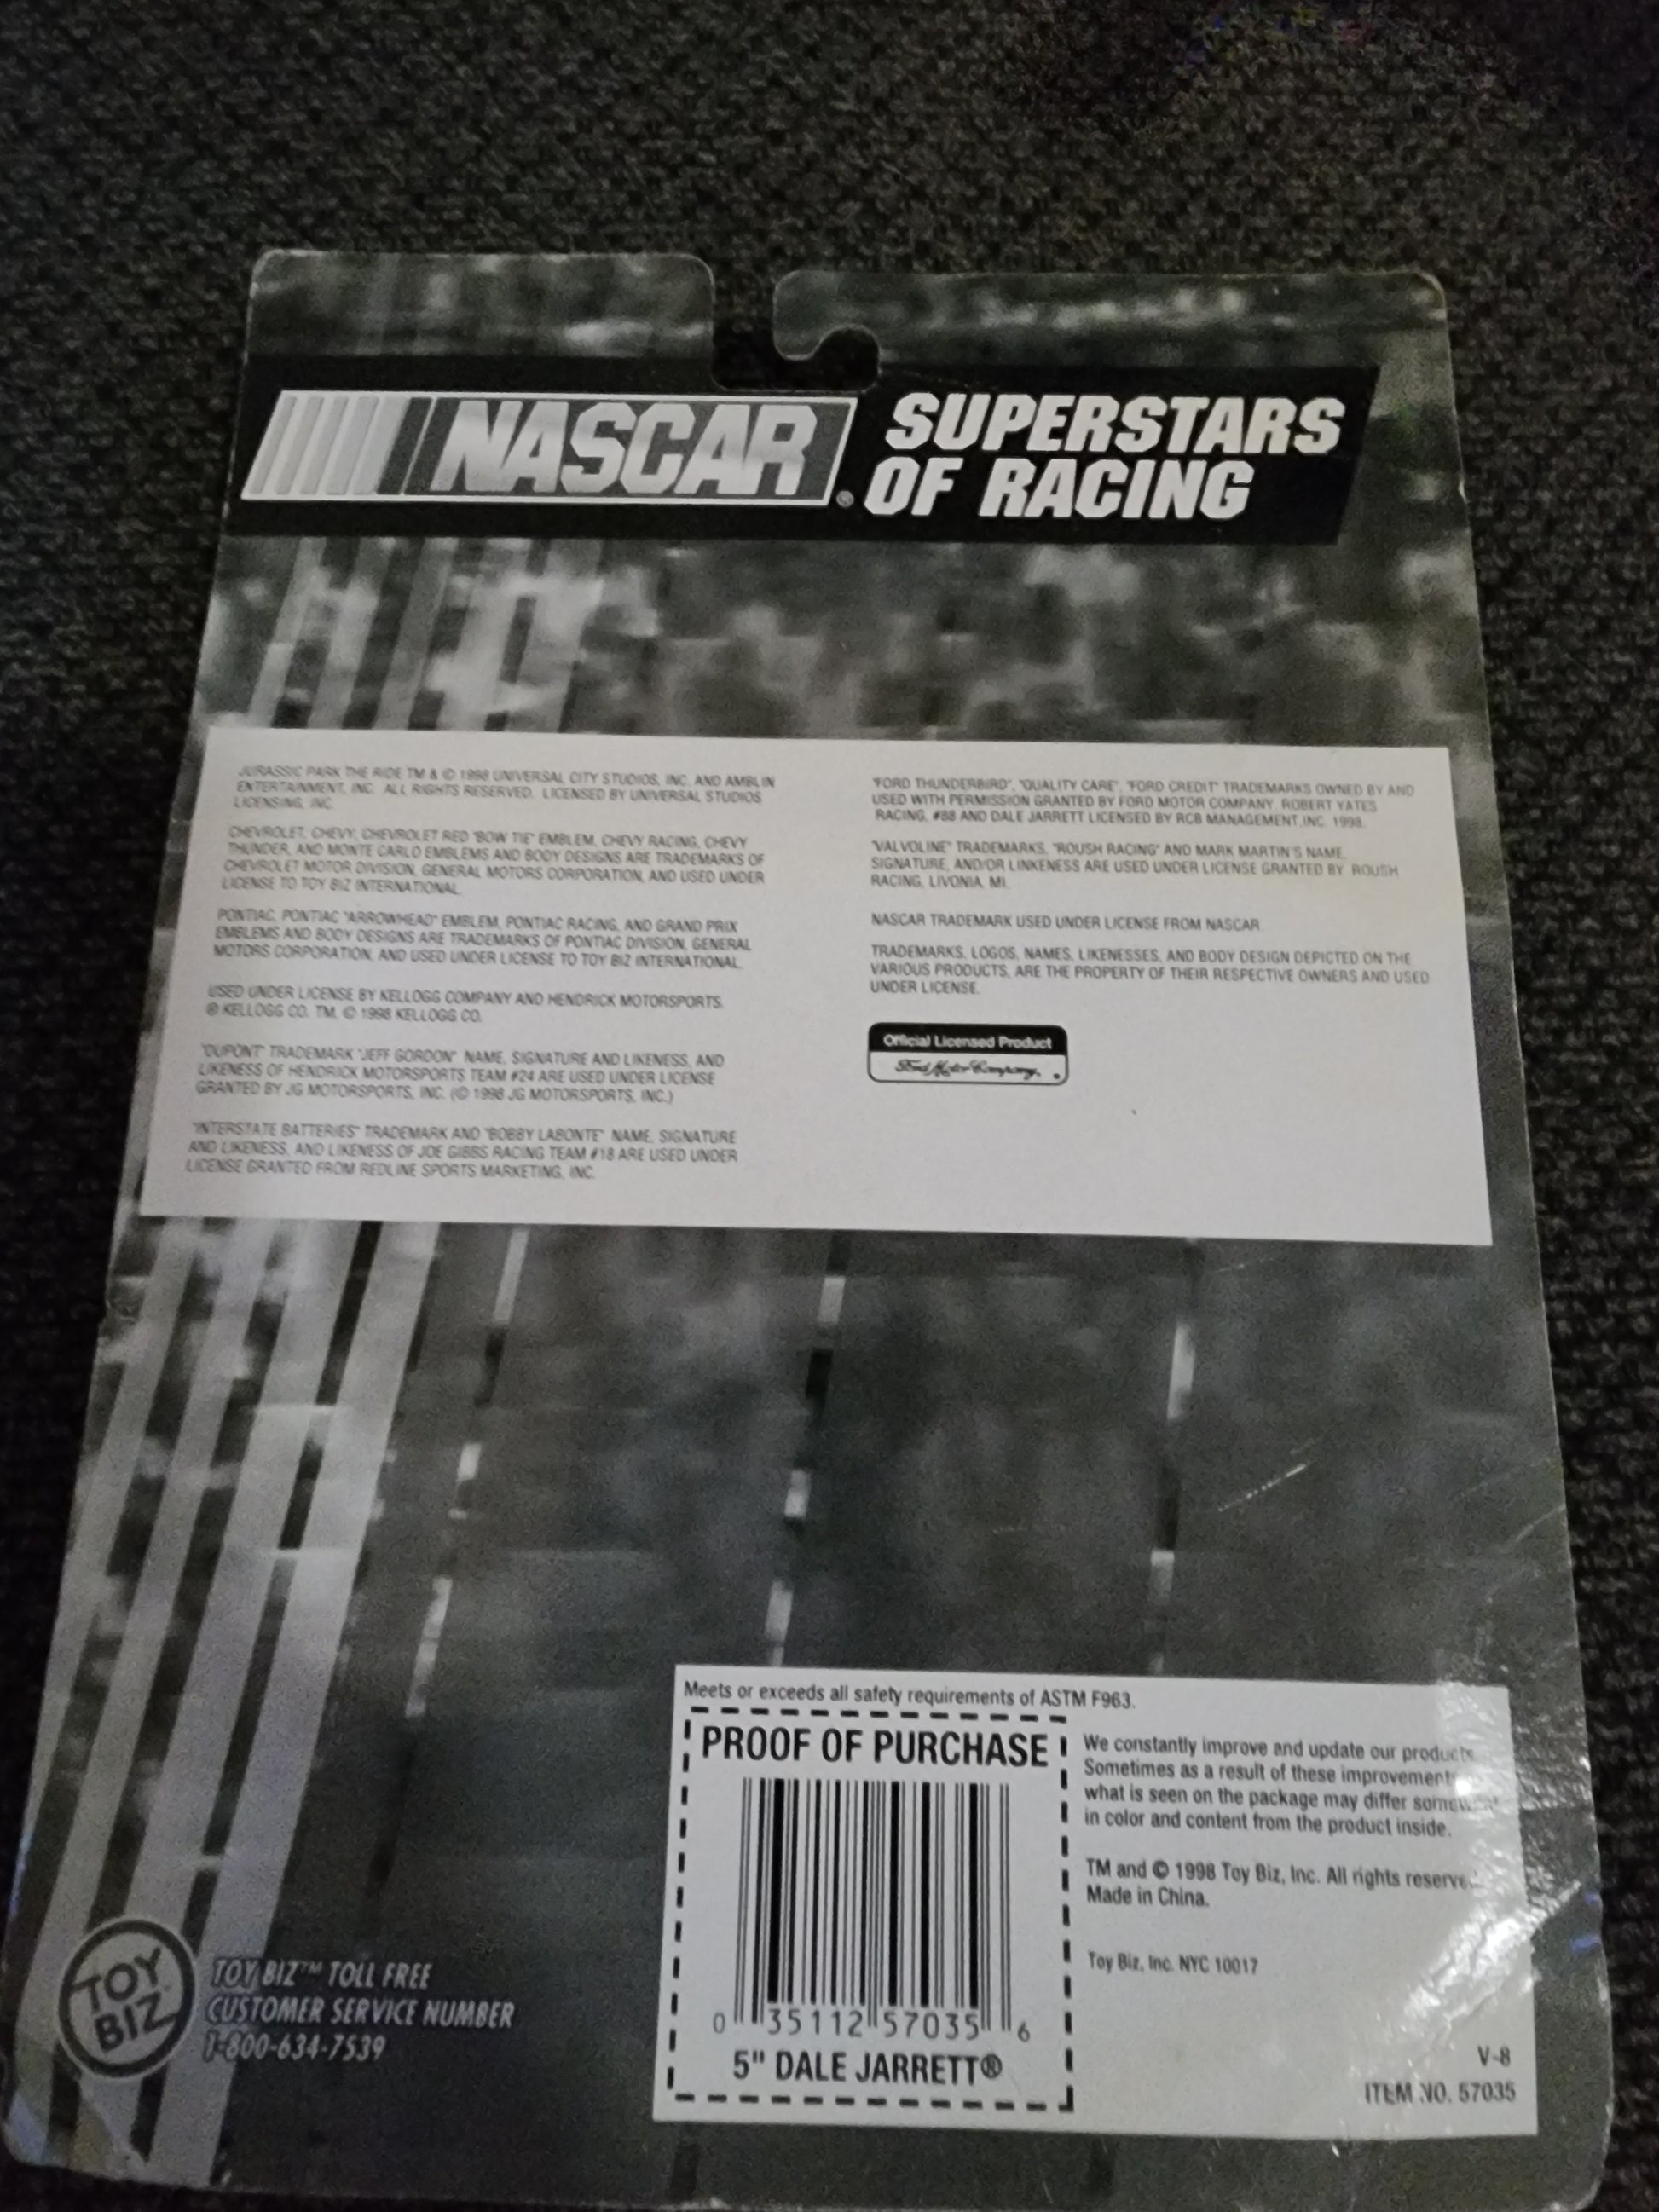 NASCAR®
SUPERSTARS
OF RACING
JURASSIC PARK THE RIDE TM & © 1998 UNIVERSAL CITY STUDIOS, INC. AND AMBLIN
ENTERTAINMENT, INC. ALL RIGHTS RESERVED. LICENSED BY UNIVERSAL STUDIOS
LICENSING, INC.
CHEVROLET, CHEVY, CHEVROLET RED "BOW TIE" EMBLEM, CHEVY RACING, CHEVY
THUNDER, AND MONTE CARLO EMBLEMS AND BODY DESIGNS ARE TRADEMARKS OF
CHEVROLET MOTOR DIVISION, GENERAL MOTORS CORPORATION, AND USED UNDER
LICENSE TO TOY BIZ INTERNATIONAL.
PONTIAC, PONTIAC "ARROWHEAD" EMBLEM, PONTIAC RACING, AND GRAND PRIX
EMBLEMS AND BODY DESIGNS ARE TRADEMARKS OF PONTIAC DIVISION, GENERAL
MOTORS CORPORATION, AND USED UNDER LICENSE TO TOY BIZ INTERNATIONAL.
USED UNDER LICENSE BY KELLOGG COMPANY AND HENDRICK MOTORSPORTS.
® KELLOGG CO. TM, © 1998 KELLOGG CO.
"DUPONT" TRADEMARK "JEFF GORDON" NAME, SIGNATURE AND LIKENESS, AND
LIKENESS OF HENDRICK MOTORSPORTS TEAM #24 ARE USED UNDER LICENSE
GRANTED BY JG MOTORSPORTS, INC. (© 1998 JG MOTORSPORTS, INC.)
"INTERSTATE BATTERIES" TRADEMARK AND "BOBBY LABONTE" NAME, SIGNATURE
AND LIKENESS, AND LIKENESS OF JOE GIBBS RACING TEAM #18 ARE USED UNDER
LICENSE GRANTED FROM REDLINE SPORTS MARKETING, INC.
"FORD THUNDERBIRD", "QUALITY CARE", "FORD CREDIT" TRADEMARKS OWNED BY AND
USED WITH PERMISSION GRANTED BY FORD MOTOR COMPANY, ROBERT YATES
RACING, #88 AND DALE JARRETT LICENSED BY RCB MANAGEMENT,INC. 1998.
"VALVOLINE" TRADEMARKS, "ROUSH RACING" AND MARK MARTIN'S NAME,
SIGNATURE, AND/OR LINKENESS ARE USED UNDER LICENSE GRANTED BY ROUSH
RACING, LIVONIA, MI.
NASCAR TRADEMARK USED UNDER LICENSE FROM NASCAR.
TRADEMARKS, LOGOS, NAMES, LIKENESSES, AND BODY DESIGN DEPICTED ON THE
VARIOUS PRODUCTS, ARE THE PROPERTY OF THEIR RESPECTIVE OWNERS AND USED
UNDER LICENSE.
Official Licensed Product
Ford Motor Company
Meets or exceeds all safety requirements of ASTM F963.
PROOF OF PURCHASE
0 35112 57035 6
5" DALE JARRETT®
We constantly improve and update our products
Sometimes as a result of these improvements
what is seen on the package may differ somewhat
in color and content from the product inside.
TM and © 1998 Toy Biz, Inc. All rights reserved.
Made in China.
Toy Biz, Inc. NYC 10017
V-8
ITEM NO. 57035
TOY
BIZ
TOY BIZ™ TOLL FREE
CUSTOMER SERVICE NUMBER
1-800-634-7539